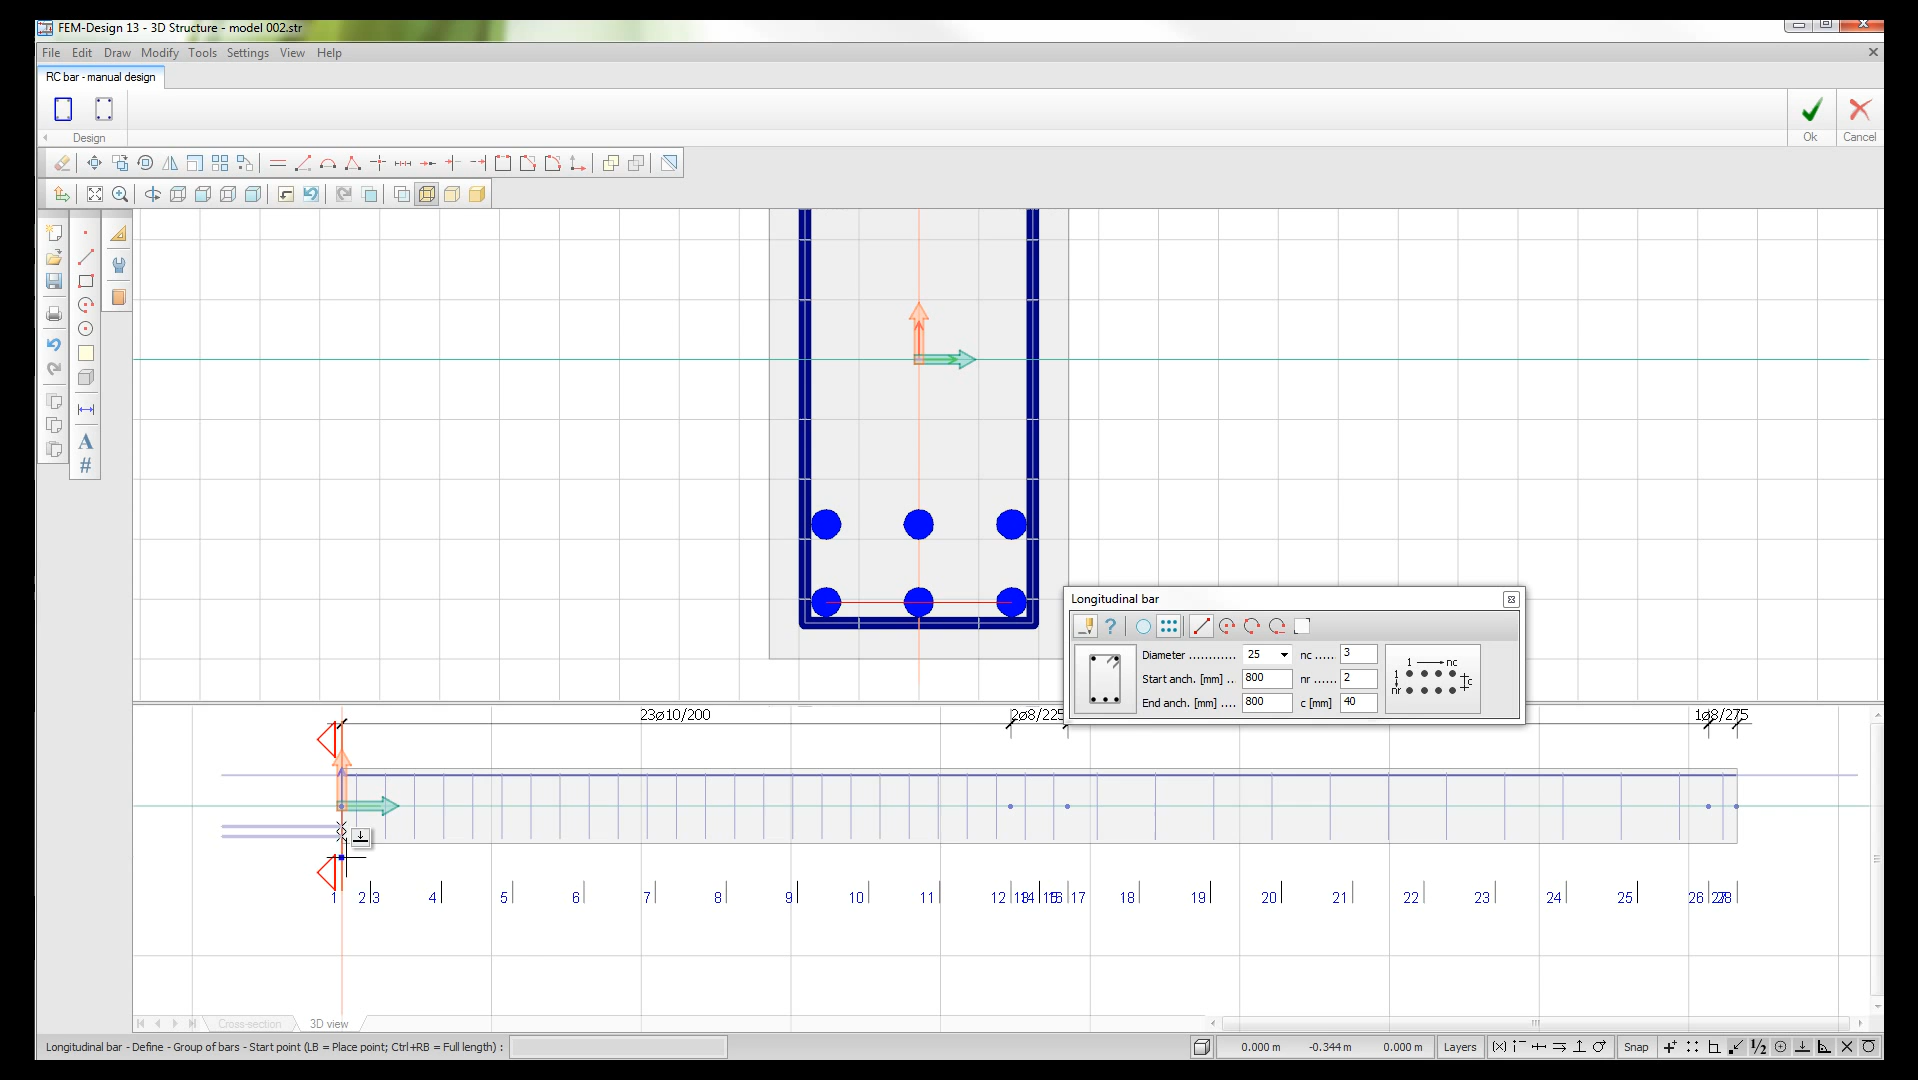 FEM-Design 13 - 3D Structure - model 002.str
File Edit Draw Modify Tools Settings View Help
RC bar - manual design
Design
Ok Cancel
A
#
Longitudinal bar
?
Diameter ............ 25 nc ..... 3
Start anch. [mm] .. 800 nr ...... 2
End anch. [mm] .... 800 c [mm] 40
1 nc
1
nr
c
23ø10/200 2ø8/225 1ø8/275
1 2 3 4 5 6 7 8 9 10 11 12 17 18 19 20 21 22 23 24 25 26 28
Cross-section 3D view
Longitudinal bar - Define - Group of bars - Start point (LB = Place point; Ctrl+RB = Full length) :
0.000 m -0.344 m 0.000 m Layers Snap 1/2